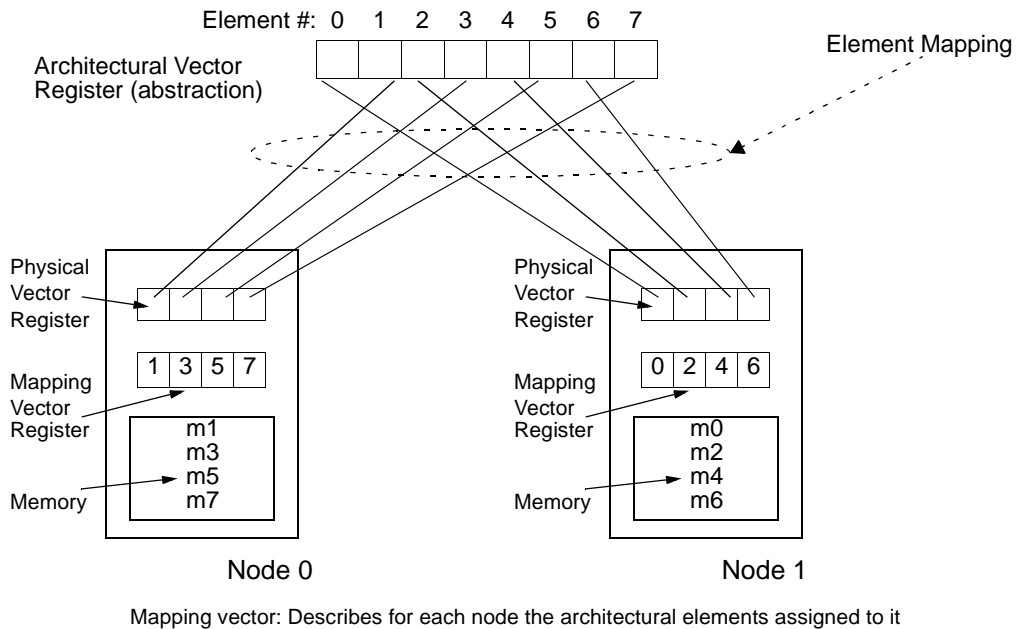 Element #: 0 1 2 3 4 5 6 7
Architectural Vector
Register (abstraction)
Element Mapping
Physical
Vector
Register
1 3 5 7
Mapping
Vector
Register
m1
m3
m5
m7
Memory
Node 0
Physical
Vector
Register
0 2 4 6
Mapping
Vector
Register
m0
m2
m4
m6
Memory
Node 1
Mapping vector: Describes for each node the architectural elements assigned to it